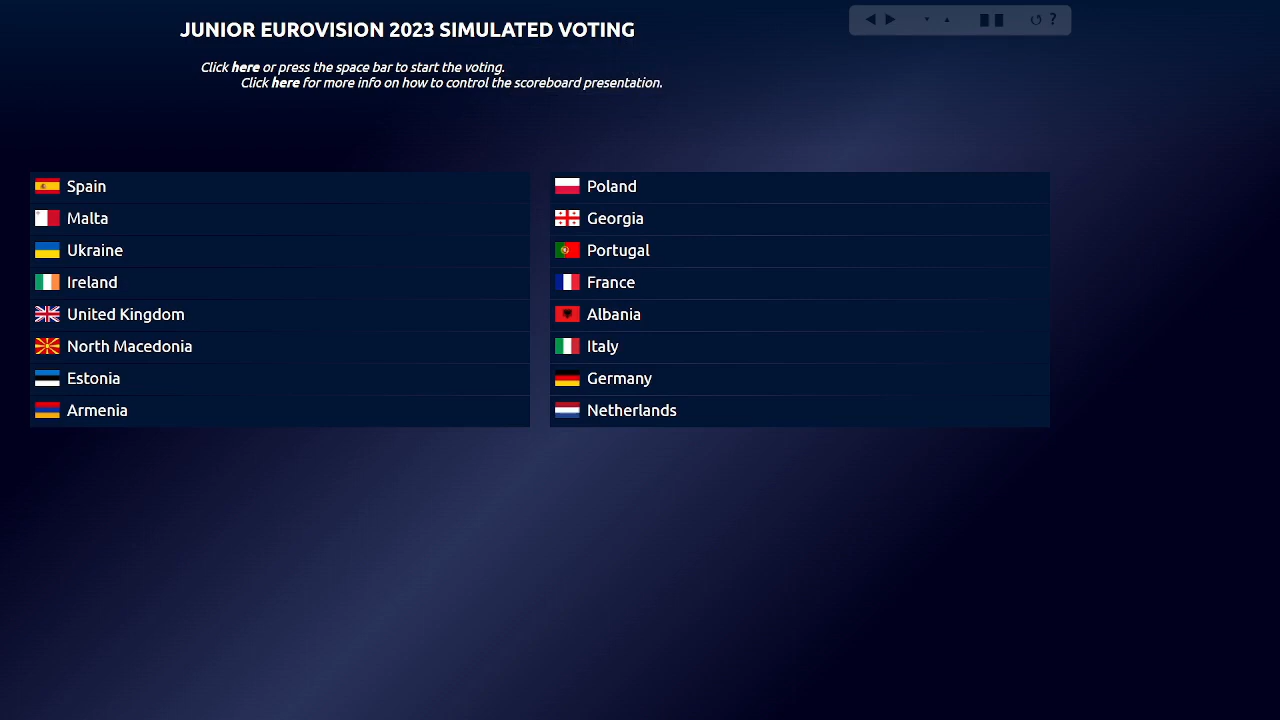 JUNIOR EUROVISION 2023 SIMULATED VOTING
?
Click here or press the space bar to start the voting.
Click here for more info on how to control the scoreboard presentation.
Spain
Malta
Ukraine
Ireland
United Kingdom
North Macedonia
Estonia
Armenia
Poland
Georgia
Portugal
France
Albania
Italy
Germany
Netherlands